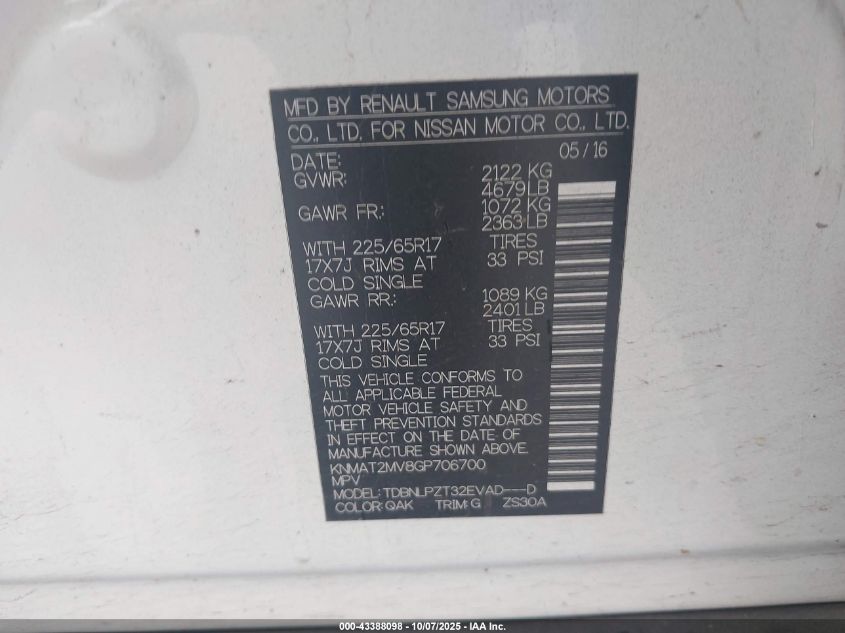 MFD BY RENAULT SAMSUNG MOTORS
CO., LTD. FOR NISSAN MOTOR CO., LTD.
DATE: 05/16
GVWR: 2122 KG
4679LB
GAWR FR.: 1072 KG
2363 LB
WITH 225/65R17 TIRES
17X7J RIMS AT 33 PSI
COLD SINGLE
GAWR RR.: 1089 KG
2401 LB
WITH 225/65R17 TIRES
17X7J RIMS AT 33 PSI
COLD SINGLE
THIS VEHICLE CONFORMS TO
ALL APPLICABLE FEDERAL
MOTOR VEHICLE SAFETY AND
THEFT PREVENTION STANDARDS
IN EFFECT ON THE DATE OF
MANUFACTURE SHOWN ABOVE.
KNMAT2MV8GP706700
MPV
MODEL: TDBNLPZT32EVAD---D
COLOR: QAK TRIM:G ZS30A
000-43388098 - 10/07/2025 - IAA Inc.